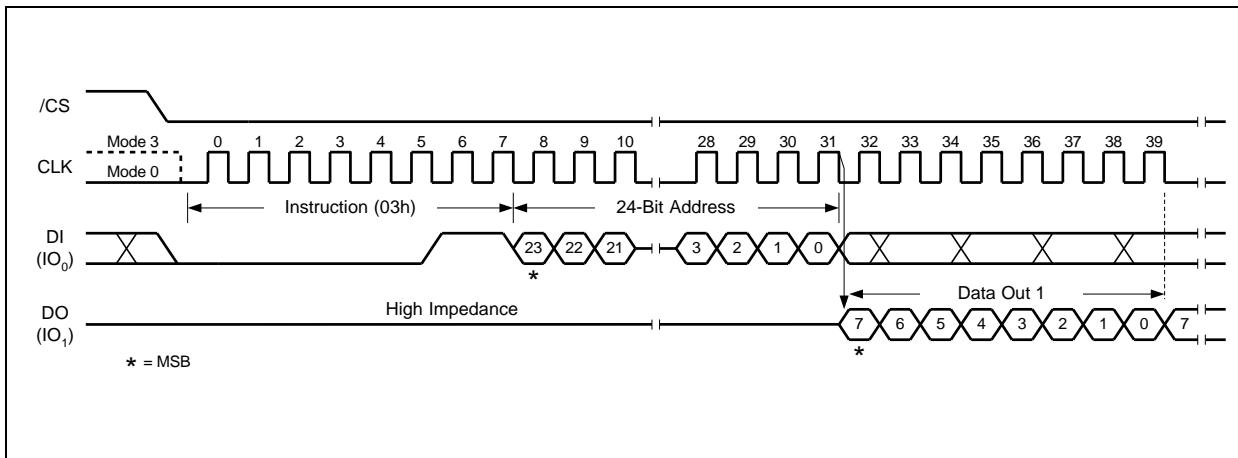 /CS
Mode 3
0 1 2 3 4 5 6 7 8 9 10 28 29 30 31 32 33 34 35 36 37 38 39
CLK
Mode 0
Instruction (03h)
24-Bit Address
DI
(IO0)
23 22 21 3 2 1 0
*
Data Out 1
High Impedance
DO
(IO1)
7 6 5 4 3 2 1 0 7
*
* = MSB